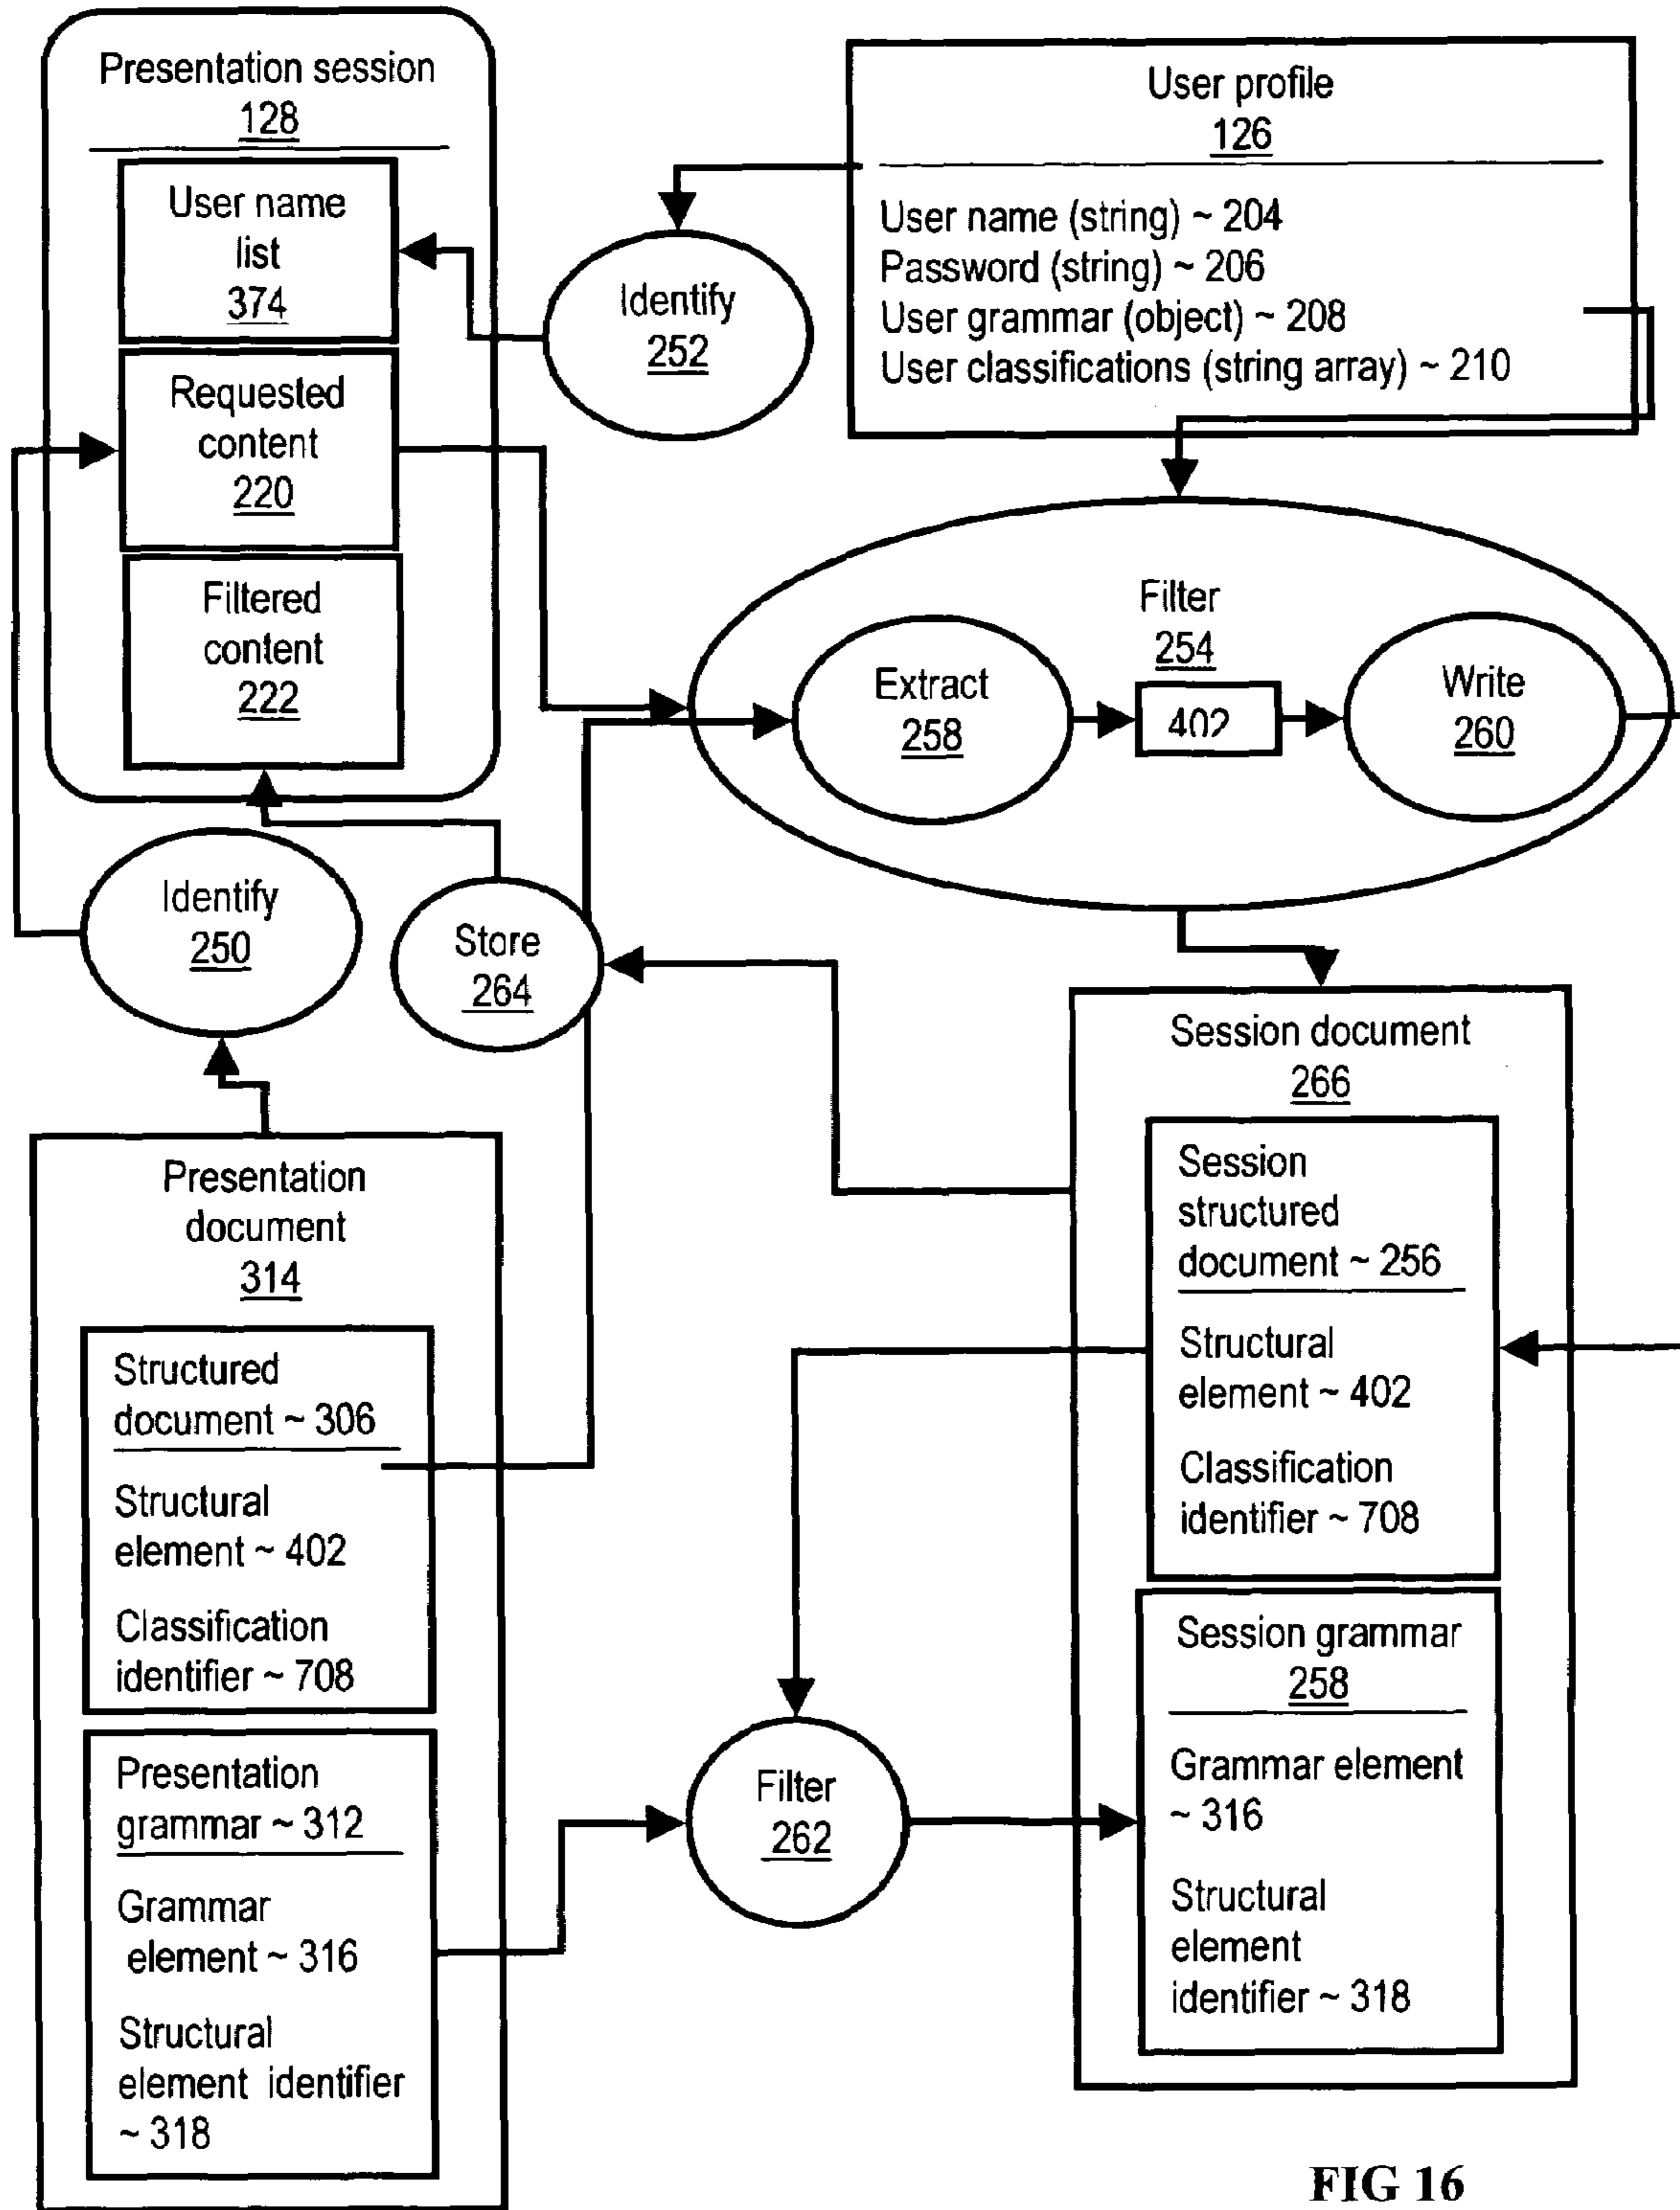 Presentation session
128
User name
list
374
Requested
content
220
Filtered
content
222
Identify
252
User profile
126
User name (string) ~ 204
Password (string) ~ 206
User grammar (object) ~ 208
User classifications (string array) ~ 210
Filter
254
Extract
258
402
Write
260
Identify
250
Store
264
Presentation
document
314
Structured
document ~ 306
Structural
element ~ 402
Classification
identifier ~ 708
Presentation
grammar ~ 312
Grammar
element ~ 316
Structural
element identifier
~ 318
Filter
262
Session document
266
Session
structured
document ~ 256
Structural
element ~ 402
Classification
identifier ~ 708
Session grammar
258
Grammar element
~ 316
Structural
element
identifier ~ 318
FIG 16